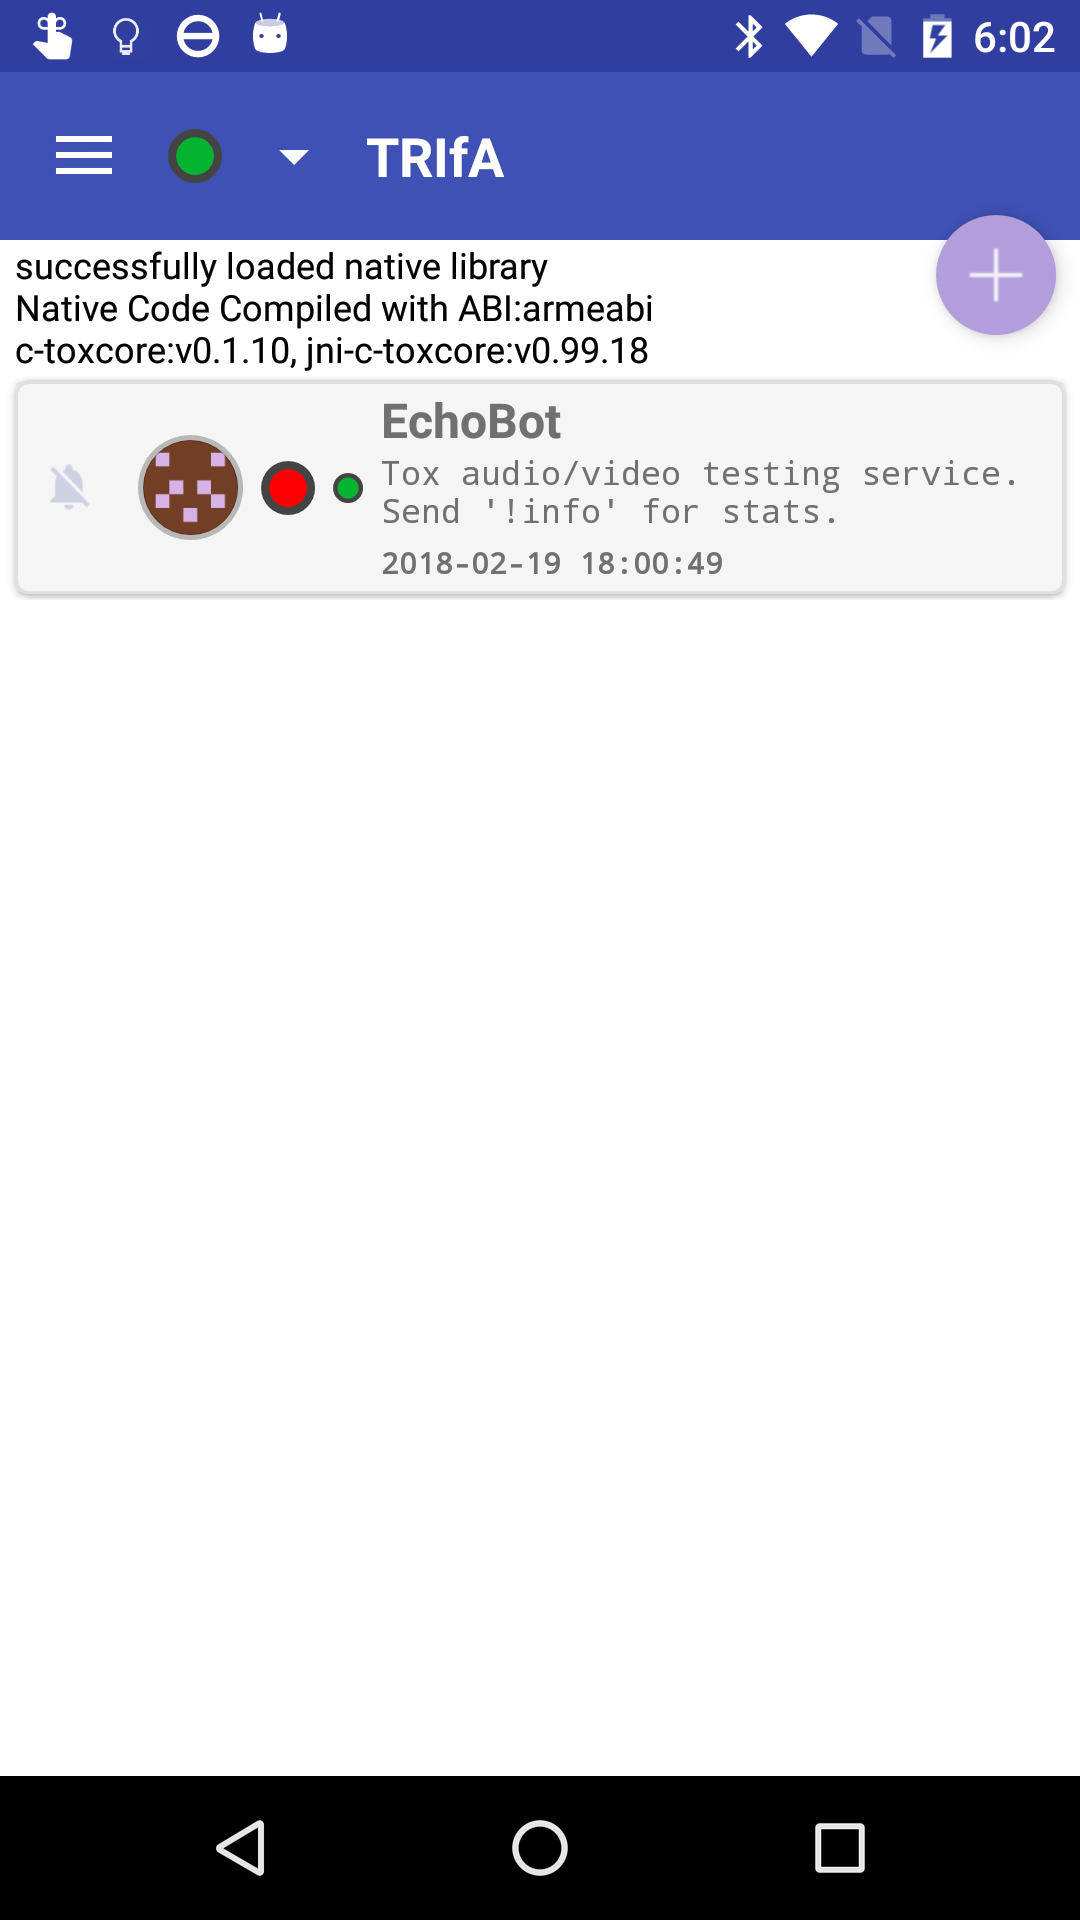 6:02
TRIfA
successfully loaded native library
Native Code Compiled with ABI:armeabi
c-toxcore:v0.1.10, jni-c-toxcore:v0.99.18
EchoBot
Tox audio/video testing service.
Send '!info' for stats.
2018-02-19 18:00:49